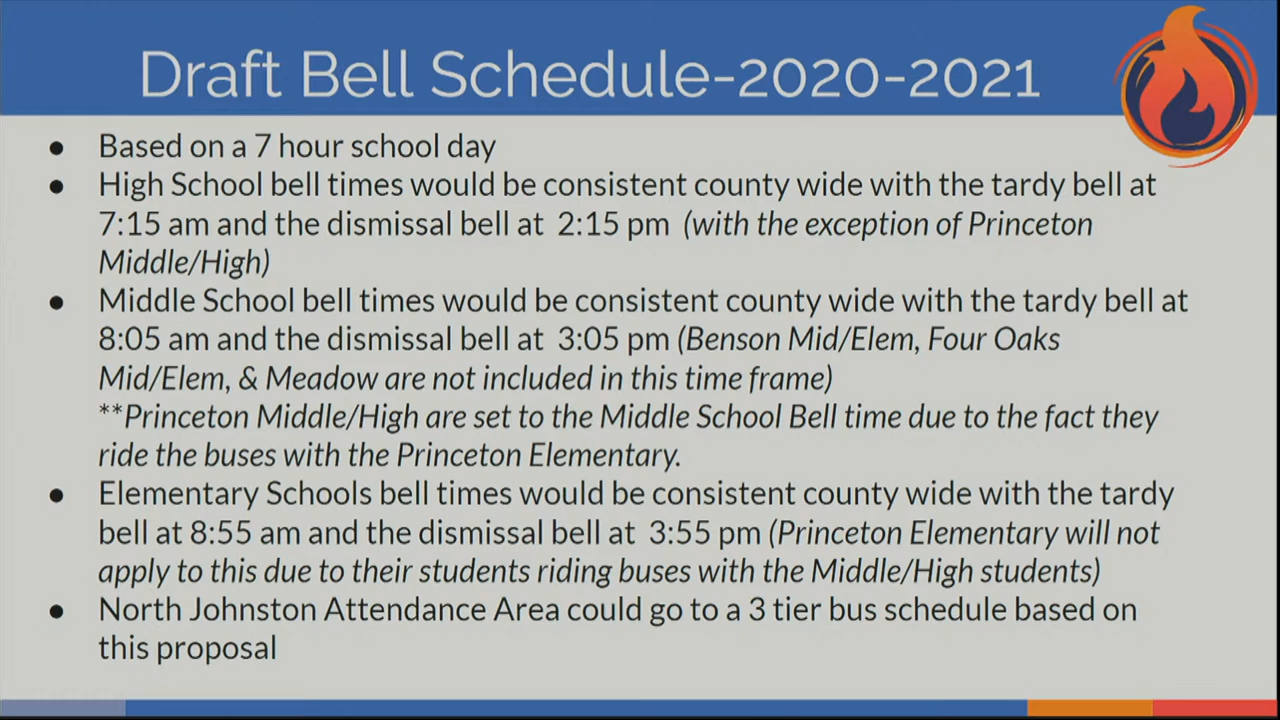 Draft Bell Schedule-2020-2021
● Based on a 7 hour school day
● High School bell times would be consistent county wide with the tardy bell at
7:15 am and the dismissal bell at 2:15 pm (with the exception of Princeton
Middle/High)
● Middle School bell times would be consistent county wide with the tardy bell at
8:05 am and the dismissal bell at 3:05 pm (Benson Mid/Elem, Four Oaks
Mid/Elem, & Meadow are not included in this time frame)
**Princeton Middle/High are set to the Middle School Bell time due to the fact they
ride the buses with the Princeton Elementary.
● Elementary Schools bell times would be consistent county wide with the tardy
bell at 8:55 am and the dismissal bell at 3:55 pm (Princeton Elementary will not
apply to this due to their students riding buses with the Middle/High students)
● North Johnston Attendance Area could go to a 3 tier bus schedule based on
this proposal